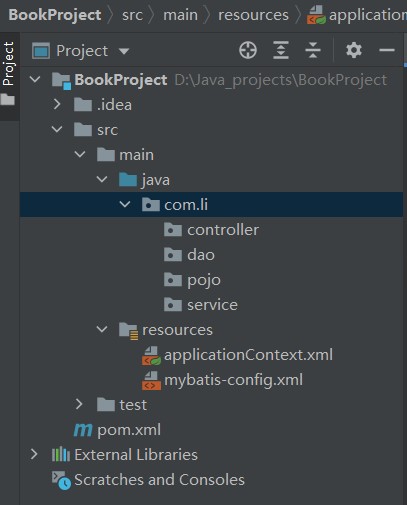 BookProject > src > main > resources > application
Project
Project
BookProject D:\Java_projects\BookProject
.idea
src
main
java
com.li
controller
dao
pojo
service
resources
applicationContext.xml
mybatis-config.xml
test
pom.xml
External Libraries
Scratches and Consoles